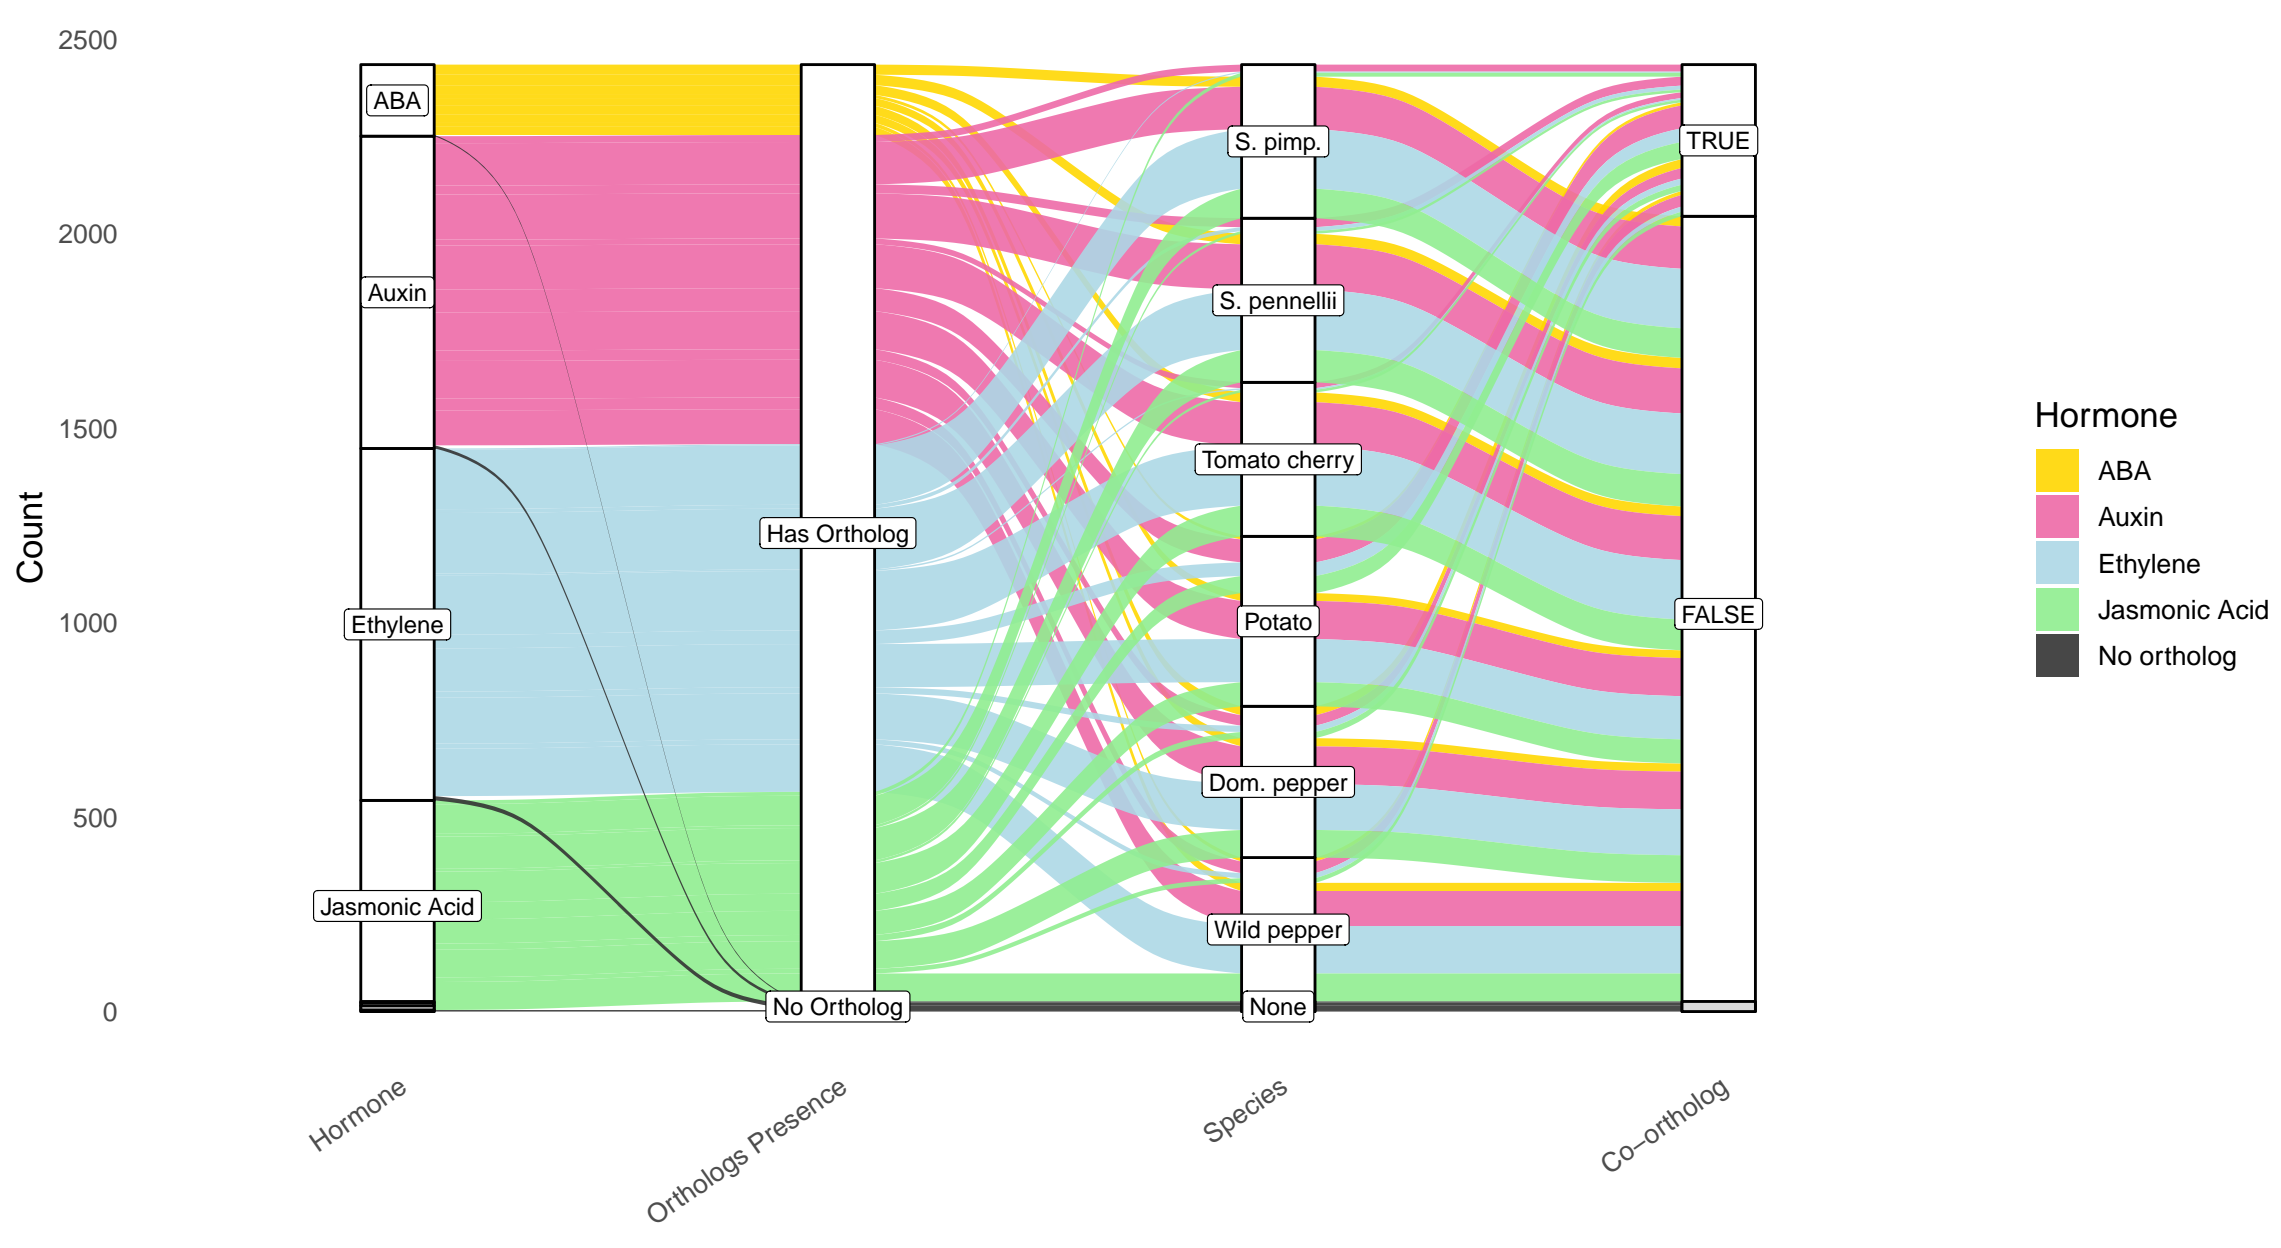 2500
2000
1500
1000
500
0
Count
ABA
Auxin
Ethylene
Jasmonic Acid
Has Ortholog
No Ortholog
S. pimp.
S. pennellii
Tomato cherry
Potato
Dom. pepper
Wild pepper
None
TRUE
FALSE
Hormone
Orthologs Presence
Species
Co−ortholog
Hormone
ABA
Auxin
Ethylene
Jasmonic Acid
No ortholog